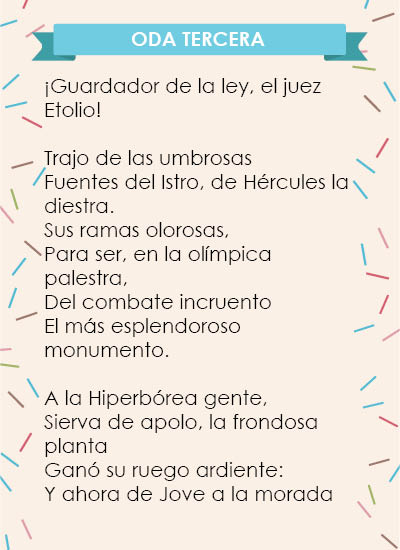 ODA TERCERA
¡Guardador de la ley, el juez
Etolio!
Trajo de las umbrosas
Fuentes del Istro, de Hércules la
diestra.
Sus ramas olorosas,
Para ser, en la olímpica
palestra,
Del combate incruento
El más esplendoroso
monumento.
A la Hiperbórea gente,
Sierva de apolo, la frondosa
planta
Ganó su ruego ardiente:
Y ahora de Jove a la morada